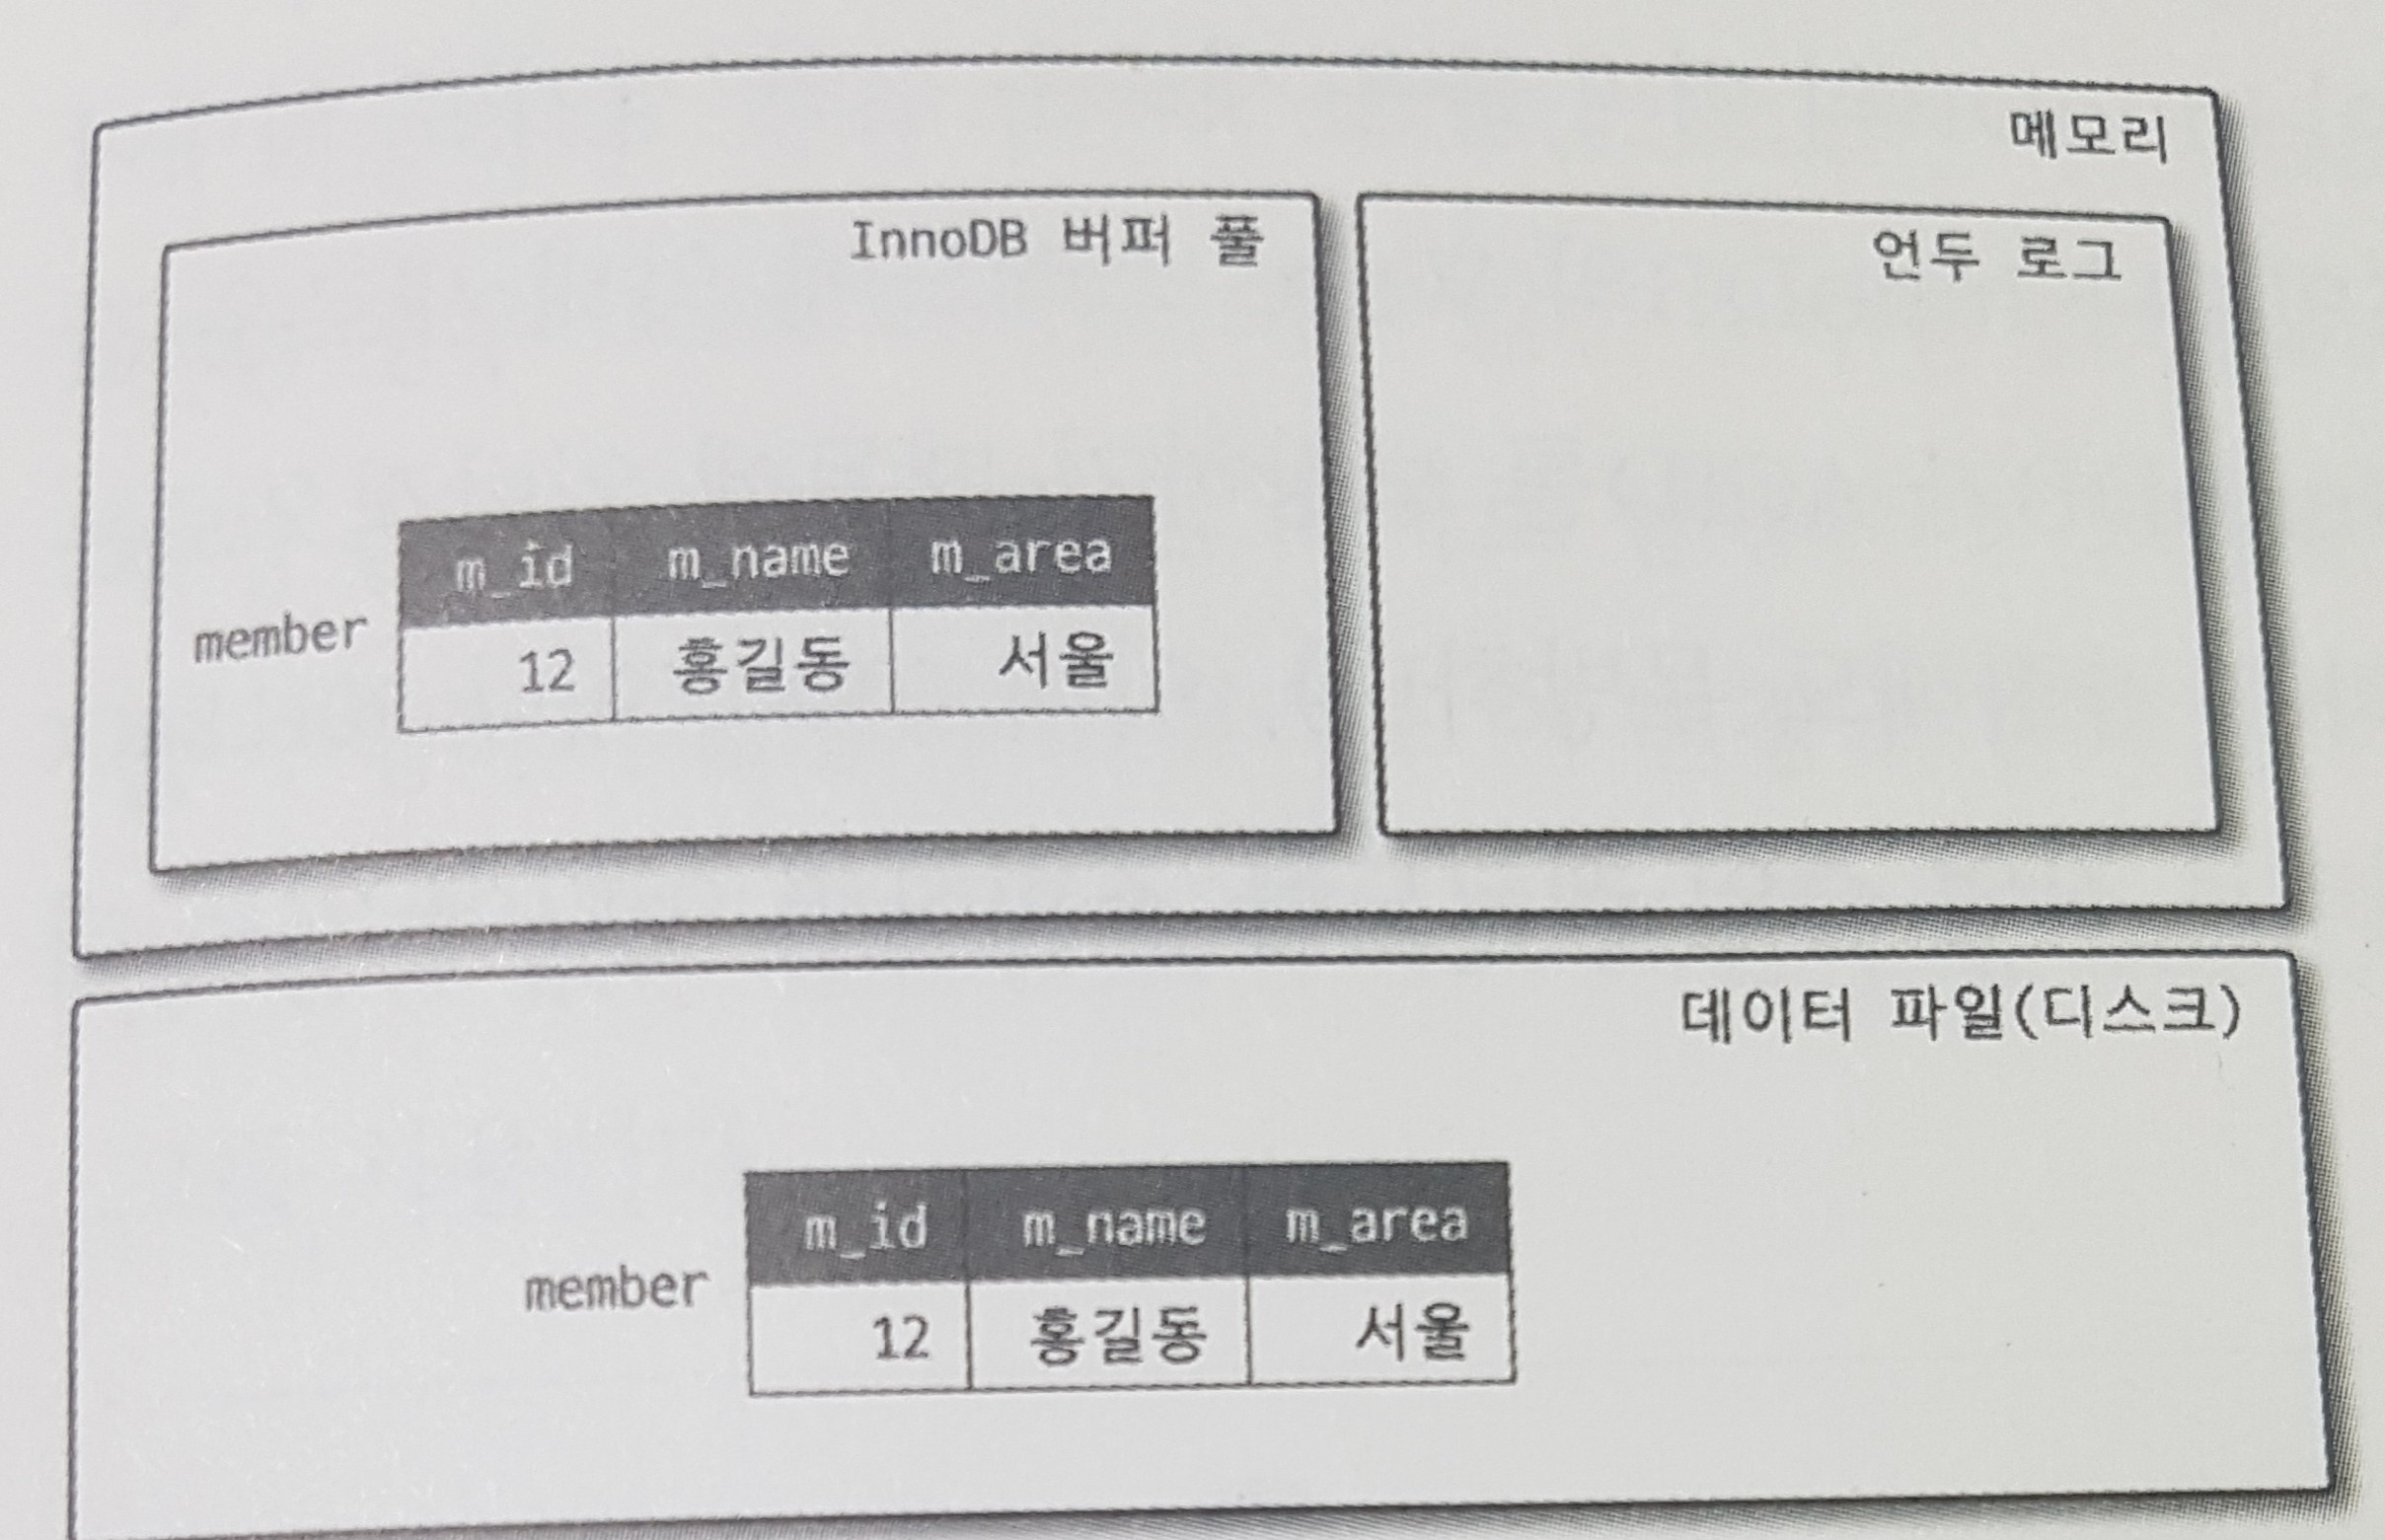 메모리
InnoDB 버퍼 풀
언두 로그
m_id m_name m_area
member
12 홍길동 서울
데이터 파일(디스크)
m_id m_name m_area
member
12 홍길동 서울